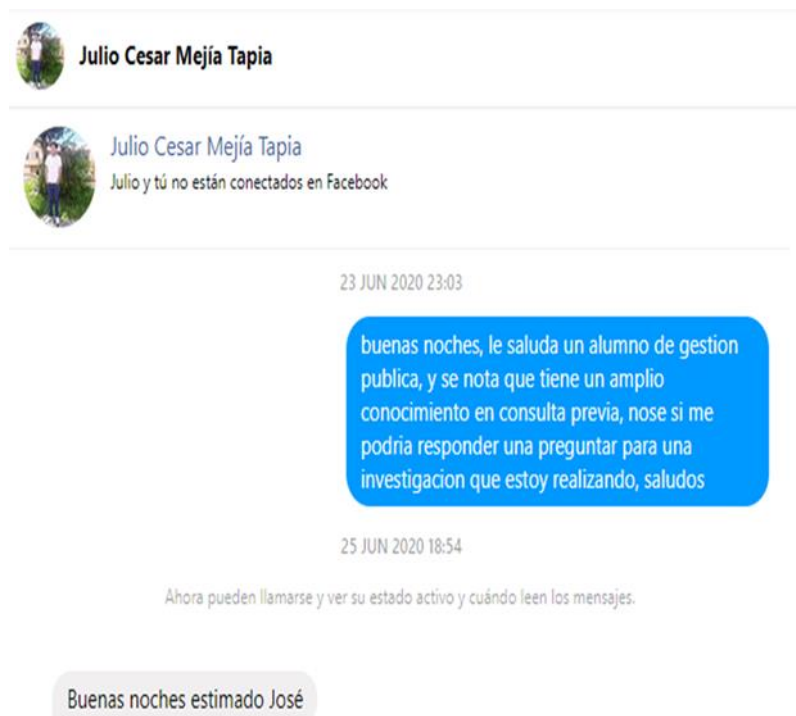 Julio Cesar Mejía Tapia
Julio Cesar Mejía Tapia
Julio y tú no están conectados en Facebook
23 JUN 2020 23:03
buenas noches, le saluda un alumno de gestion
publica, y se nota que tiene un amplio
conocimiento en consulta previa, nose si me
podria responder una preguntar para una
investigacion que estoy realizando, saludos
25 JUN 2020 18:54
Ahora pueden llamarse y ver su estado activo y cuándo leen los mensajes.
Buenas noches estimado José